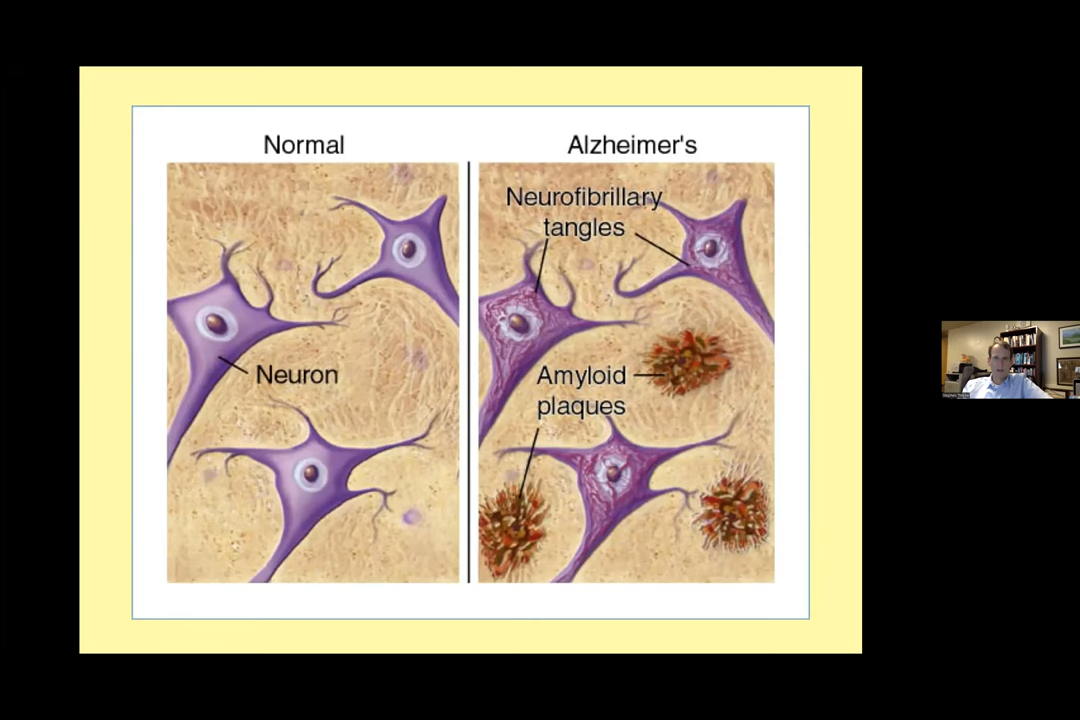 Normal
Alzheimer's
Neurofibrillary
tangles
Neuron
Amyloid
plaques